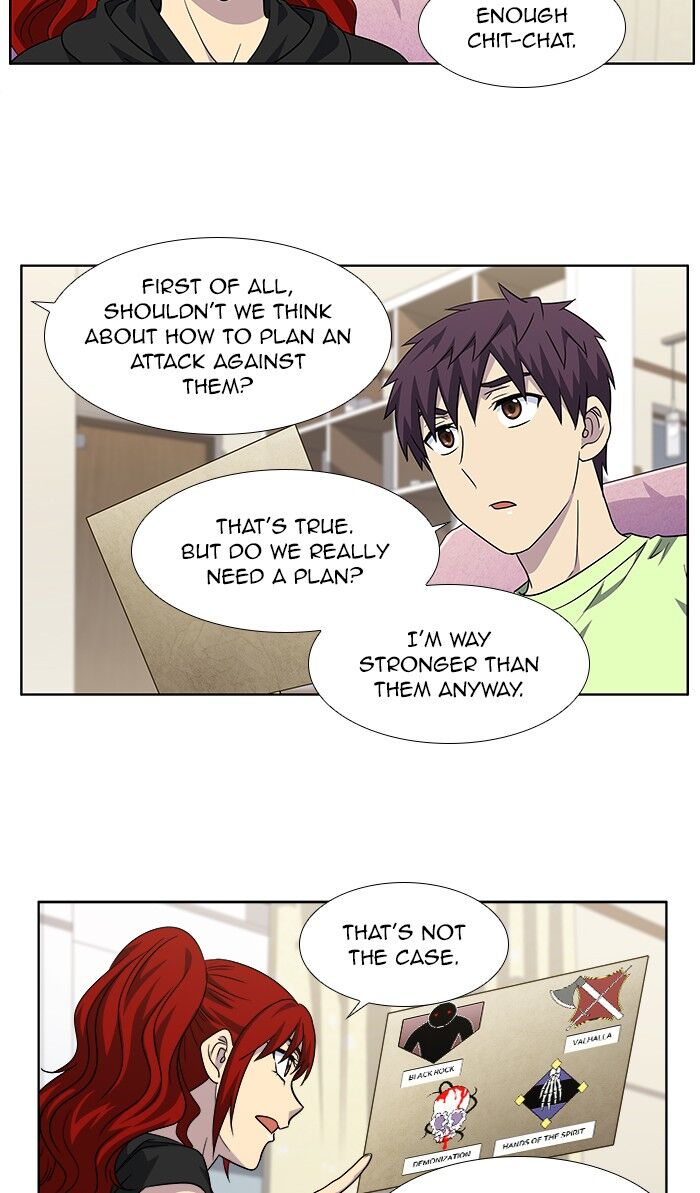 ENOUGH
CHIT-CHAT.
FIRST OF ALL,
SHOULDN'T WE THINK
ABOUT HOW TO PLAN AN
ATTACK AGAINST
THEM?
THAT'S TRUE.
BUT DO WE REALLY
NEED A PLAN?
I'M WAY
STRONGER THAN
THEM ANYWAY.
THAT'S NOT
THE CASE.
VALHALLA
BLACK ROCK
HANDS OF THE SPIRIT
DEMONIZATION